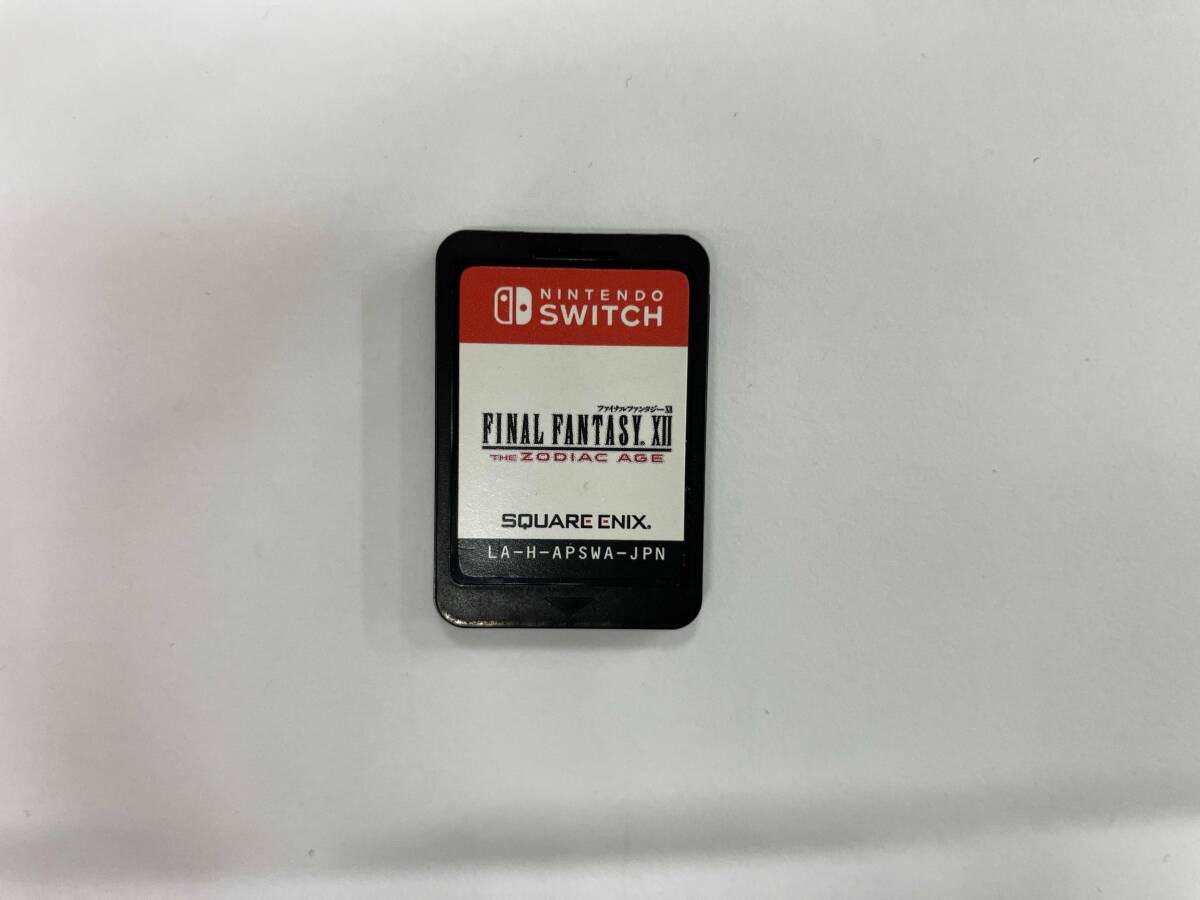 NINTENDO
SWITCH
ファイナルファンタジーXII
FINAL FANTASY. XII
THE ZODIAC AGE
SQUARE ENIX.
LA-H-APSWA-JPN